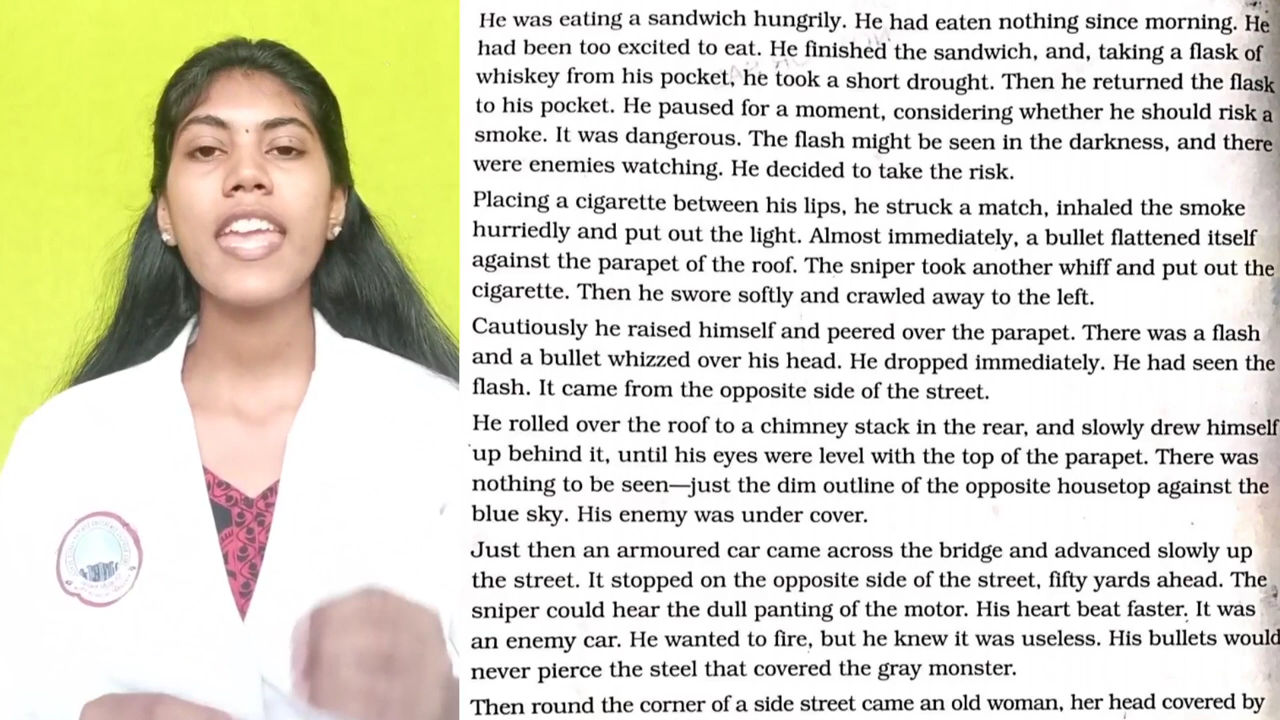 He was eating a sandwich hungrily. He had eaten nothing since morning. He
had been too excited to eat. He finished the sandwich, and, taking a flask of
whiskey from his pocket, he took a short drought. Then he returned the flask
to his pocket. He paused for a moment, considering whether he should risk a
smoke. It was dangerous. The flash might be seen in the darkness, and there
were enemies watching. He decided to take the risk.
Placing a cigarette between his lips, he struck a match, inhaled the smoke
hurriedly and put out the light. Almost immediately, a bullet flattened itself
against the parapet of the roof. The sniper took another whiff and put out the
cigarette. Then he swore softly and crawled away to the left.
Cautiously he raised himself and peered over the parapet. There was a flash
and a bullet whizzed over his head. He dropped immediately. He had seen the
flash. It came from the opposite side of the street.
He rolled over the roof to a chimney stack in the rear, and slowly drew himself
up behind it, until his eyes were level with the top of the parapet. There was
nothing to be seen—just the dim outline of the opposite housetop against the
blue sky. His enemy was under cover.
Just then an armoured car came across the bridge and advanced slowly up
the street. It stopped on the opposite side of the street, fifty yards ahead. The
sniper could hear the dull panting of the motor. His heart beat faster. It was
an enemy car. He wanted to fire, but he knew it was useless. His bullets would
never pierce the steel that covered the gray monster.
Then round the corner of a side street came an old woman, her head covered by